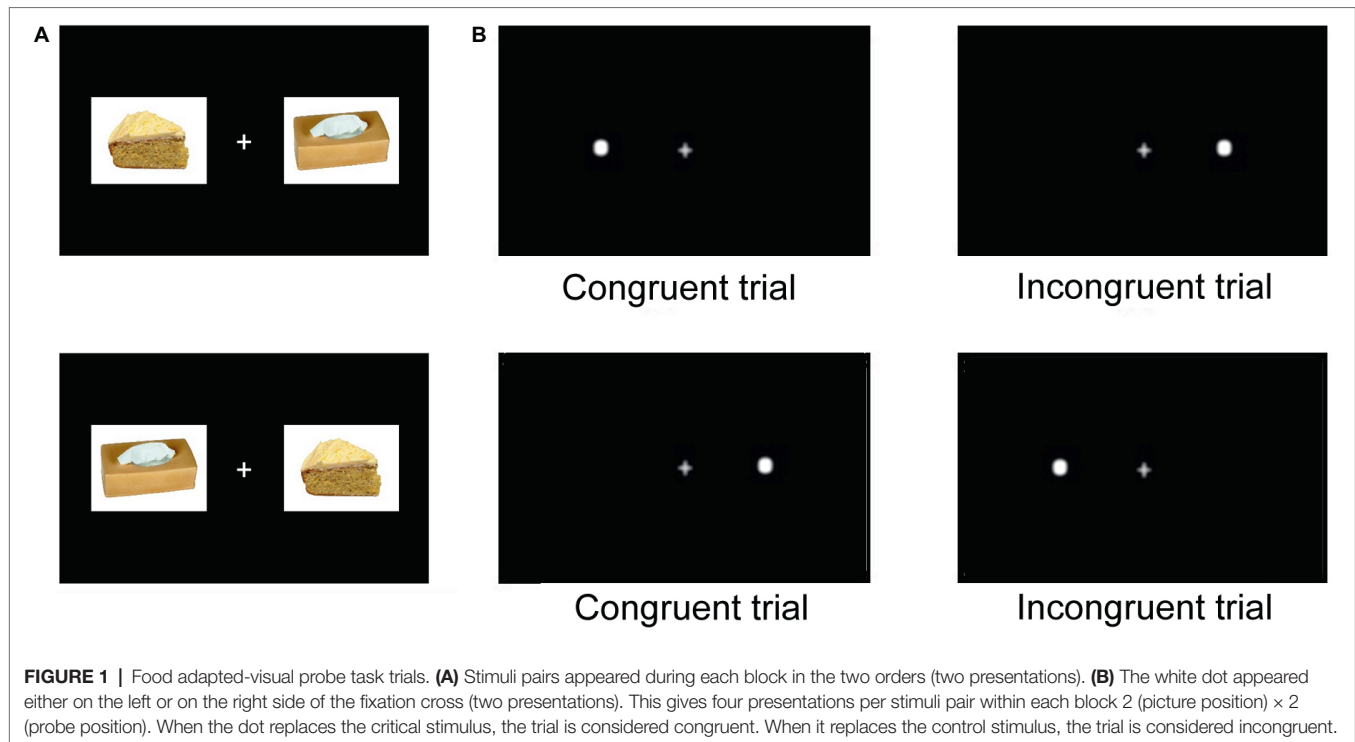 A
B
Congruent trial
Incongruent trial
Congruent trial
Incongruent trial
FIGURE 1 | Food adapted-visual probe task trials. (A) Stimuli pairs appeared during each block in the two orders (two presentations). (B) The white dot appeared
either on the left or on the right side of the fixation cross (two presentations). This gives four presentations per stimuli pair within each block 2 (picture position) × 2
(probe position). When the dot replaces the critical stimulus, the trial is considered congruent. When it replaces the control stimulus, the trial is considered incongruent.